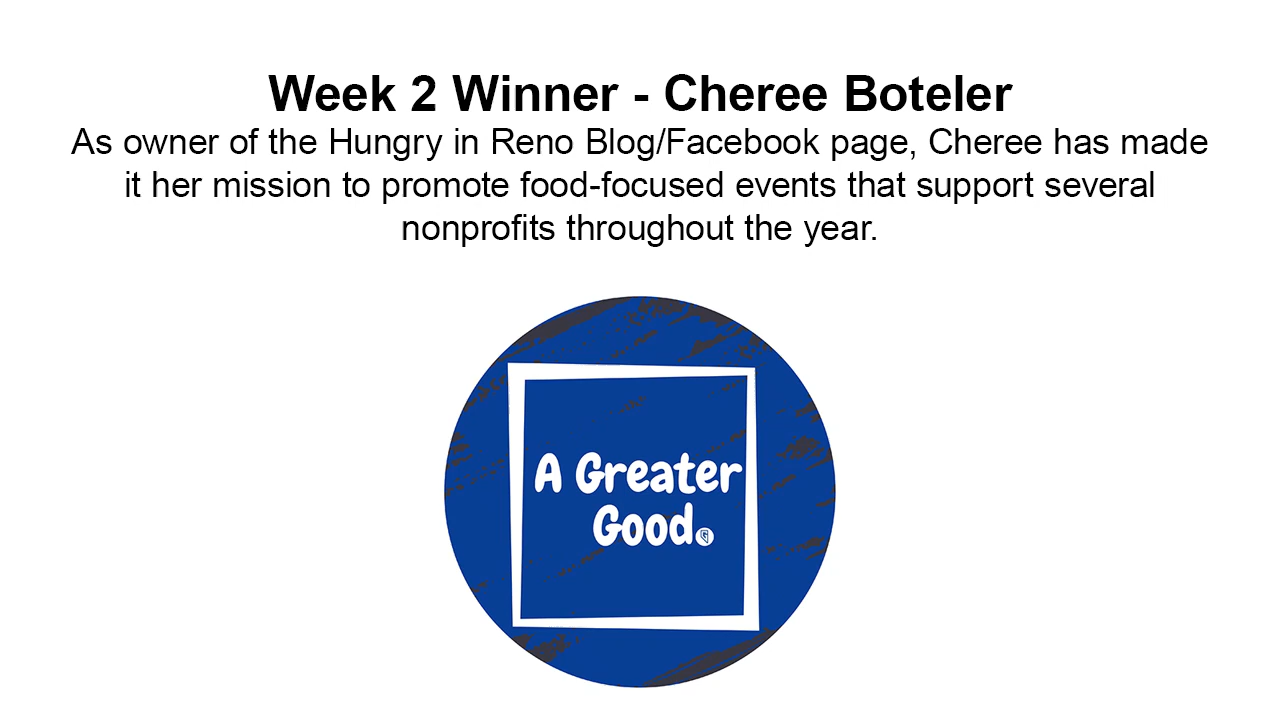 Week 2 Winner - Cheree Boteler
As owner of the Hungry in Reno Blog/Facebook page, Cheree has made
it her mission to promote food-focused events that support several
nonprofits throughout the year.
A Greater
Good.
G